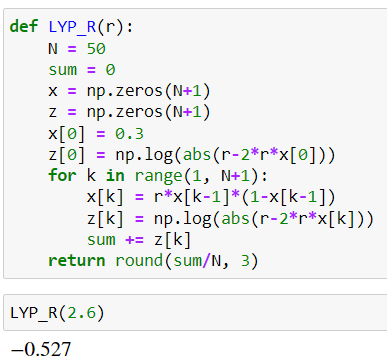 def LYP_R(r):
    N = 50
    sum = 0
    x = np.zeros(N+1)
    z = np.zeros(N+1)
    x[0] = 0.3
    z[0] = np.log(abs(r-2*r*x[0]))
    for k in range(1, N+1):
        x[k] = r*x[k-1]*(1-x[k-1])
        z[k] = np.log(abs(r-2*r*x[k]))
        sum += z[k]
    return round(sum/N, 3)
LYP_R(2.6)
−0.527